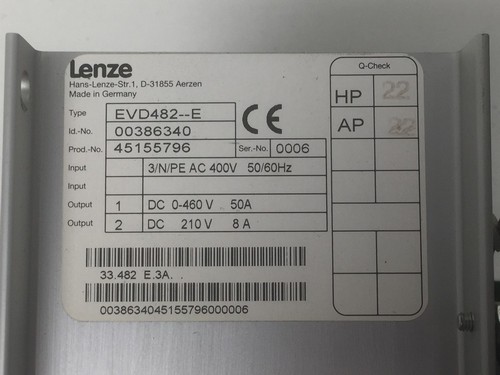 Lenze
Hans-Lenze-Str.1, D-31855 Aerzen
Made in Germany
Type EVD482--E
Id.-No. 00386340
Prod.-No. 45155796 Ser.-No. 0006
Input 3/N/PE AC 400V 50/60Hz
Input
Output 1 DC 0-460 V 50A
Output 2 DC 210 V 8 A
33.482 E.3A.
0038634045155796000006
CE
Q-Check
HP 22
AP 22